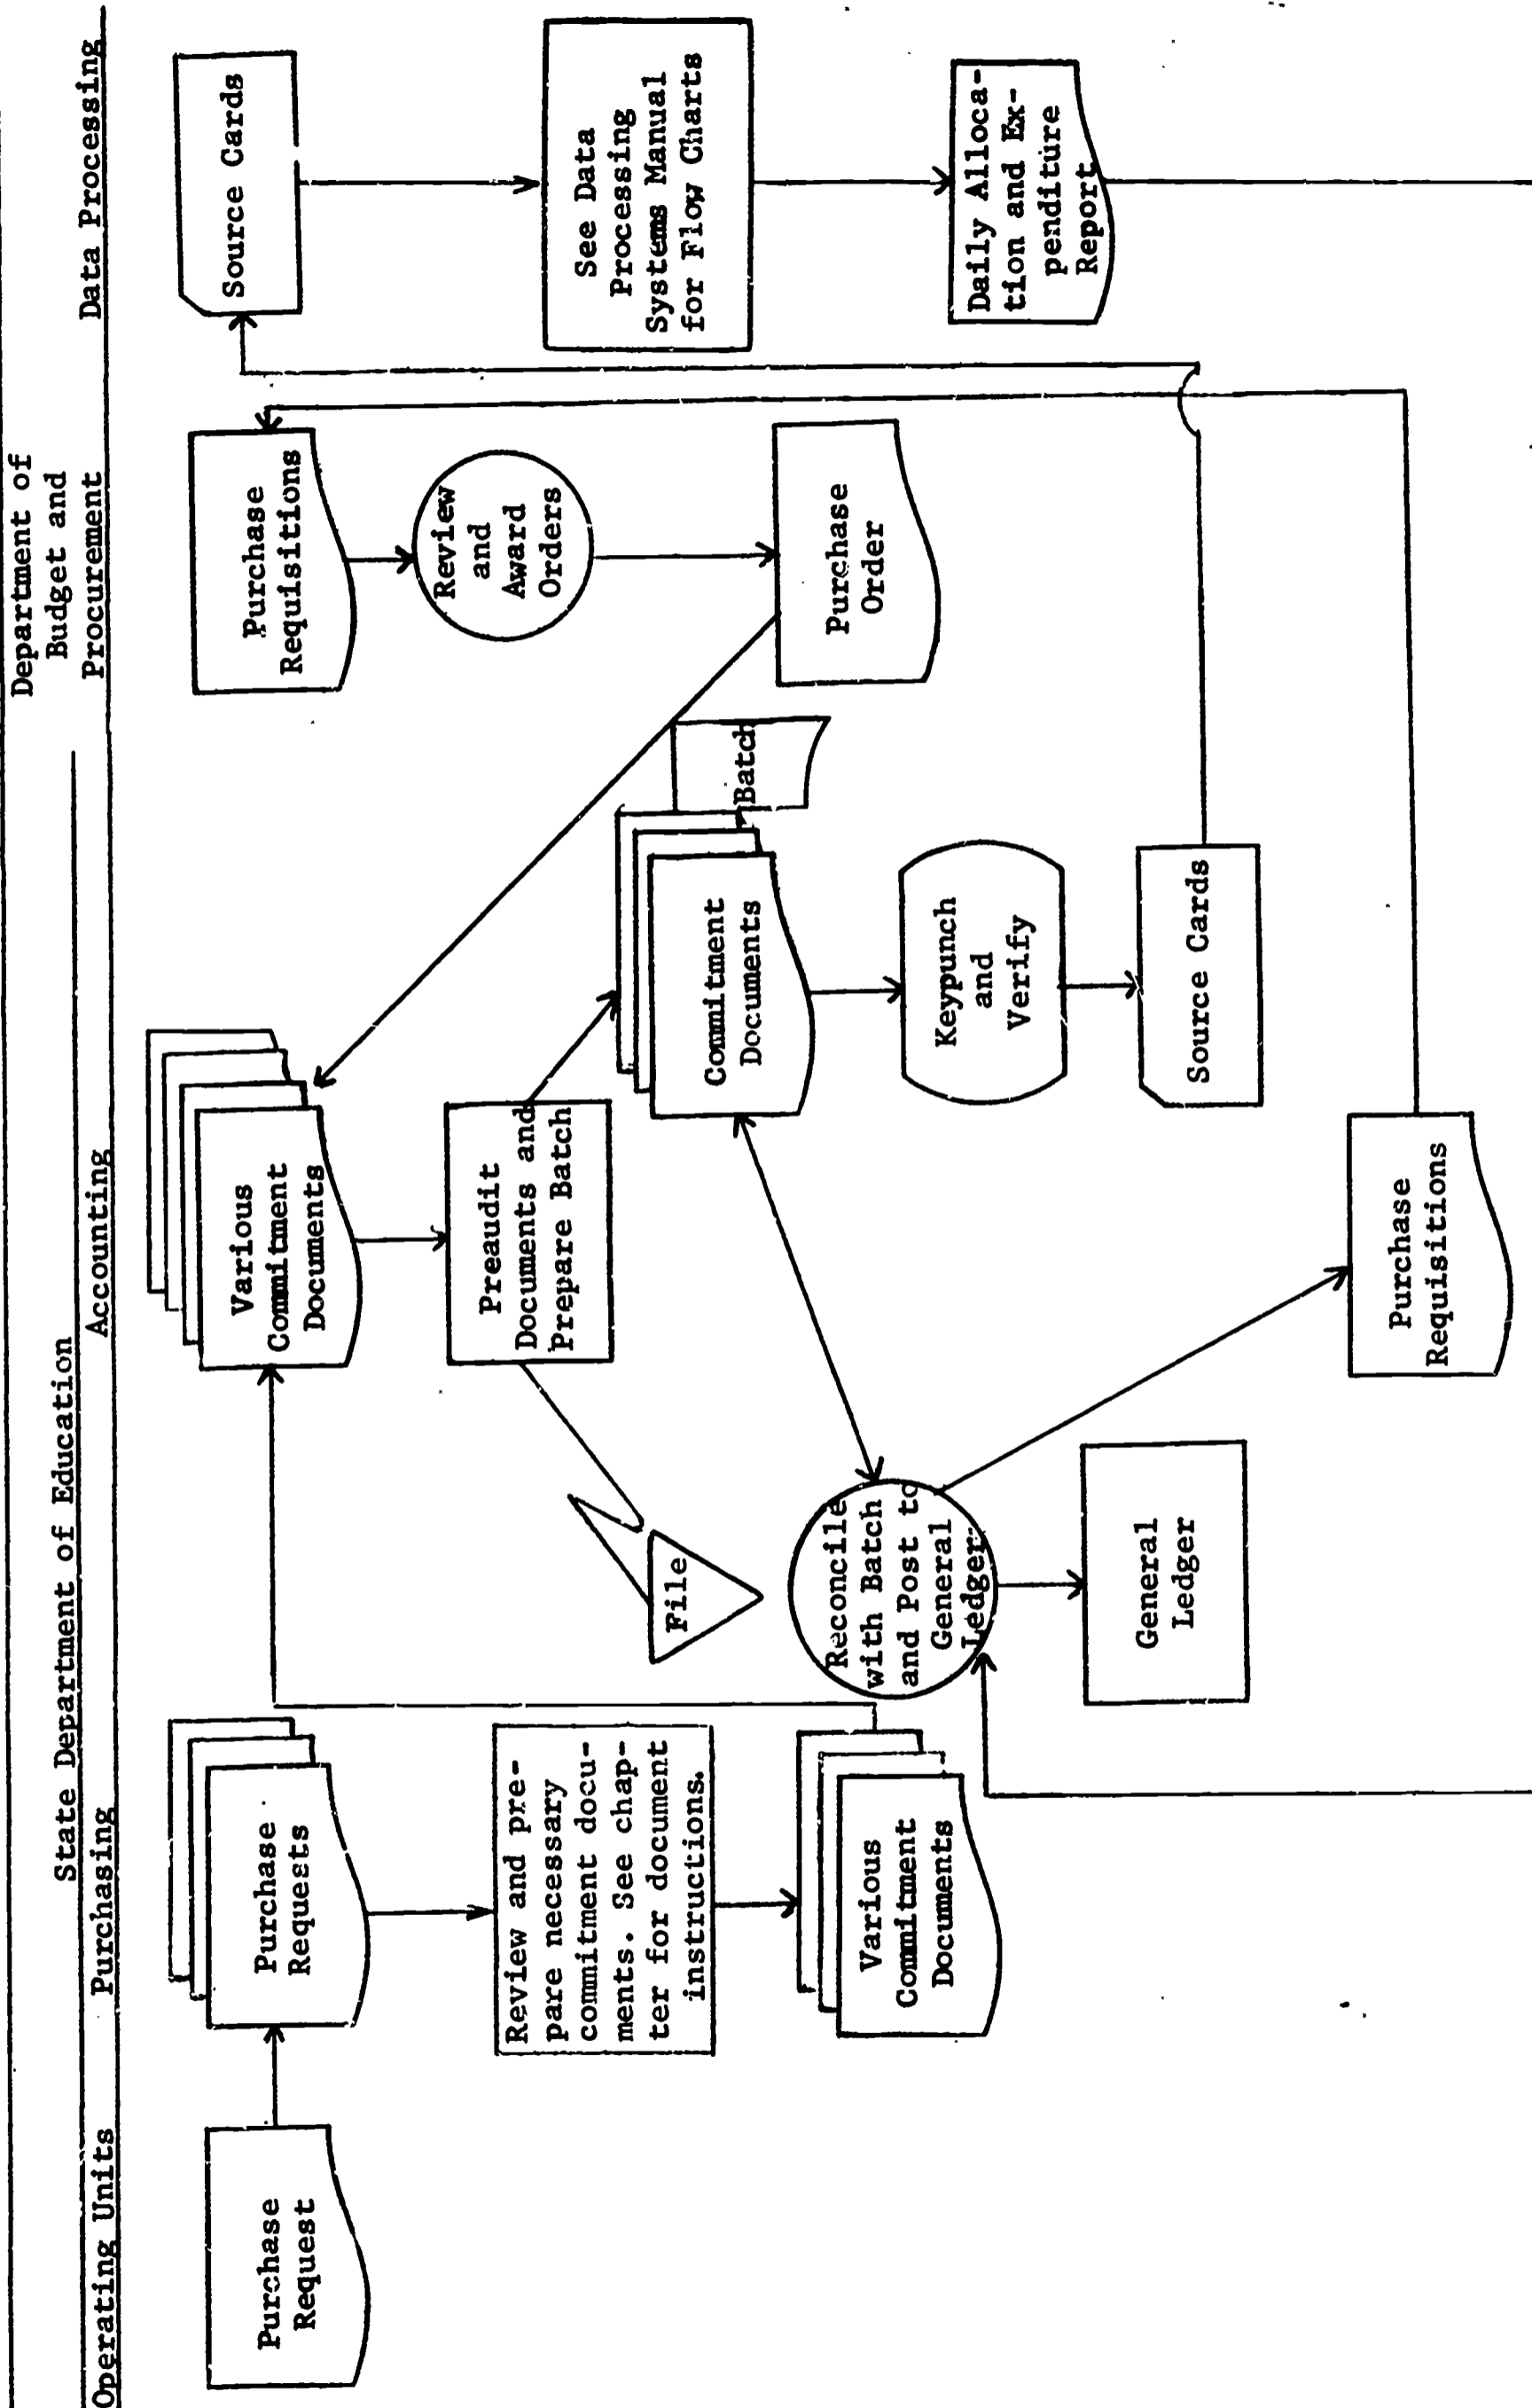 Department of
Budget and
Procurement
State Department of Education
Operating Units
Purchasing
Accounting
Data Processing
Purchase
Request
Purchase
Requests
Review and pre-
pare necessary
commitment docu-
ments. See chap-
ter for document
instructions.
Various
Commitment
Documents
Various
Commitment
Documents
Preaudit
Documents and
Prepare Batch
File
Commitment
Documents
Batch
Keypunch
and
Verify
Source Cards
Reconcile
with Batch
and Post to
General
Ledger
General
Ledger
Purchase
Requisitions
Purchase
Requisitions
Review
and
Award
Orders
Purchase
Order
Source Cards
See Data
Processing
Systems Manual
for Flow Charts
Daily Alloca-
tion and Ex-
penditure
Report